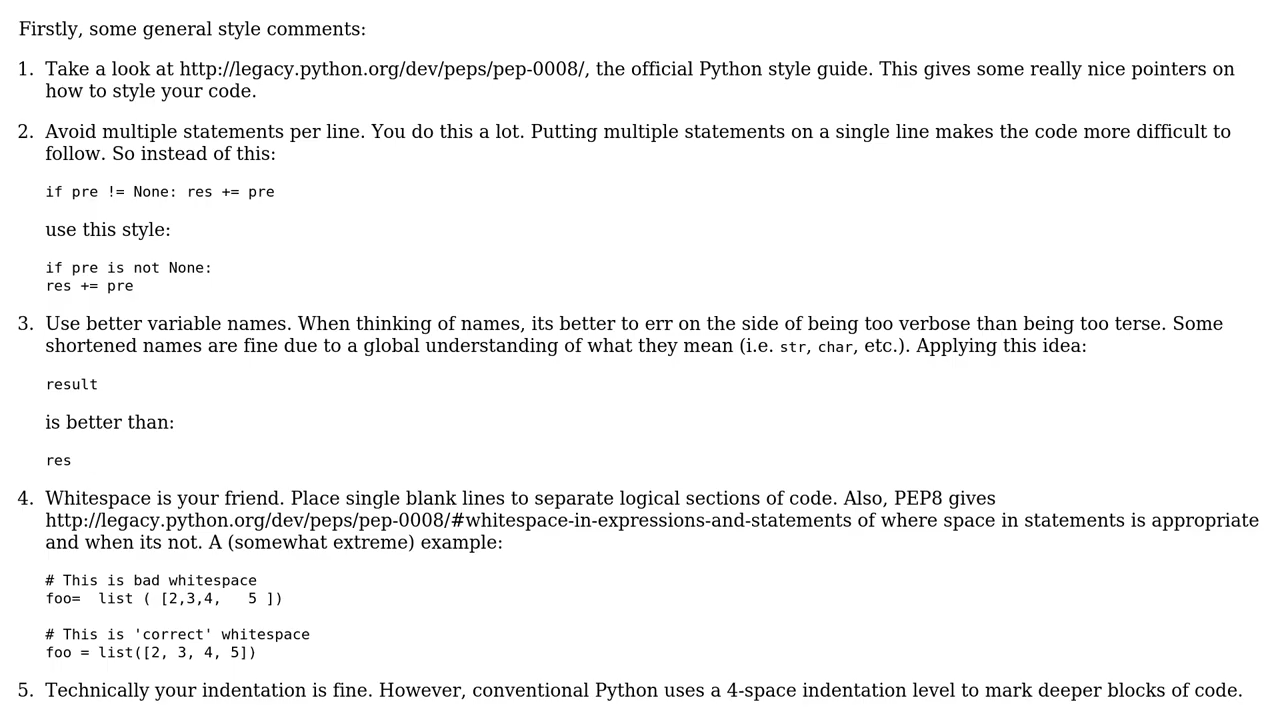 Firstly, some general style comments:
1. Take a look at http://legacy.python.org/dev/peps/pep-0008/, the official Python style guide. This gives some really nice pointers on
how to style your code.
2. Avoid multiple statements per line. You do this a lot. Putting multiple statements on a single line makes the code more difficult to
follow. So instead of this:
if pre != None: res += pre
use this style:
if pre is not None:
res += pre
3. Use better variable names. When thinking of names, its better to err on the side of being too verbose than being too terse. Some
shortened names are fine due to a global understanding of what they mean (i.e. str, char, etc.). Applying this idea:
result
is better than:
res
4. Whitespace is your friend. Place single blank lines to separate logical sections of code. Also, PEP8 gives
http://legacy.python.org/dev/peps/pep-0008/#whitespace-in-expressions-and-statements of where space in statements is appropriate
and when its not. A (somewhat extreme) example:
# This is bad whitespace
foo=  list ( [2,3,4,   5 ])
# This is 'correct' whitespace
foo = list([2, 3, 4, 5])
5. Technically your indentation is fine. However, conventional Python uses a 4-space indentation level to mark deeper blocks of code.